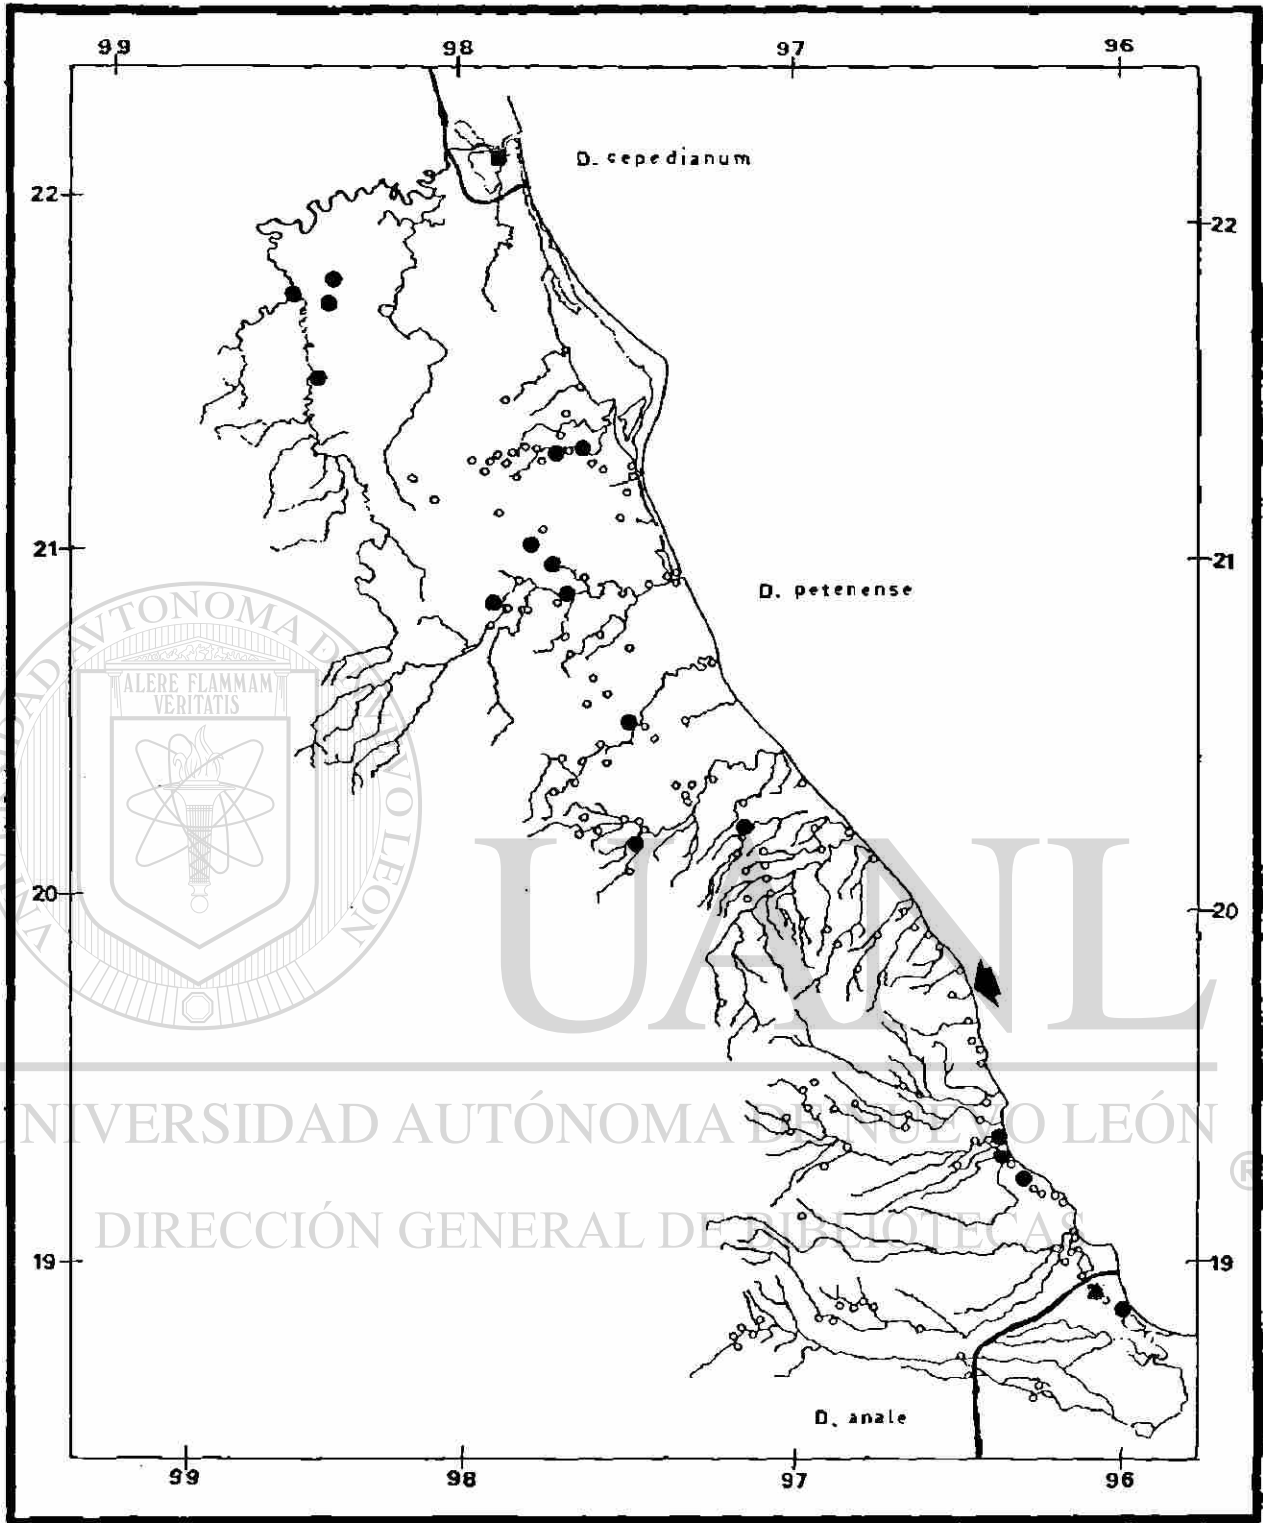 99 98 97 96
D. cepedianum
22 22
21 21
D. petenense
ALERE FLAMMAM
VERITATIS
20 20
UANL
UNIVERSIDAD AUTÓNOMA DE NUEVO LEÓN
®
DIRECCIÓN GENERAL DE BIBLIOTECAS
19 19
D. anale
99 98 97 96